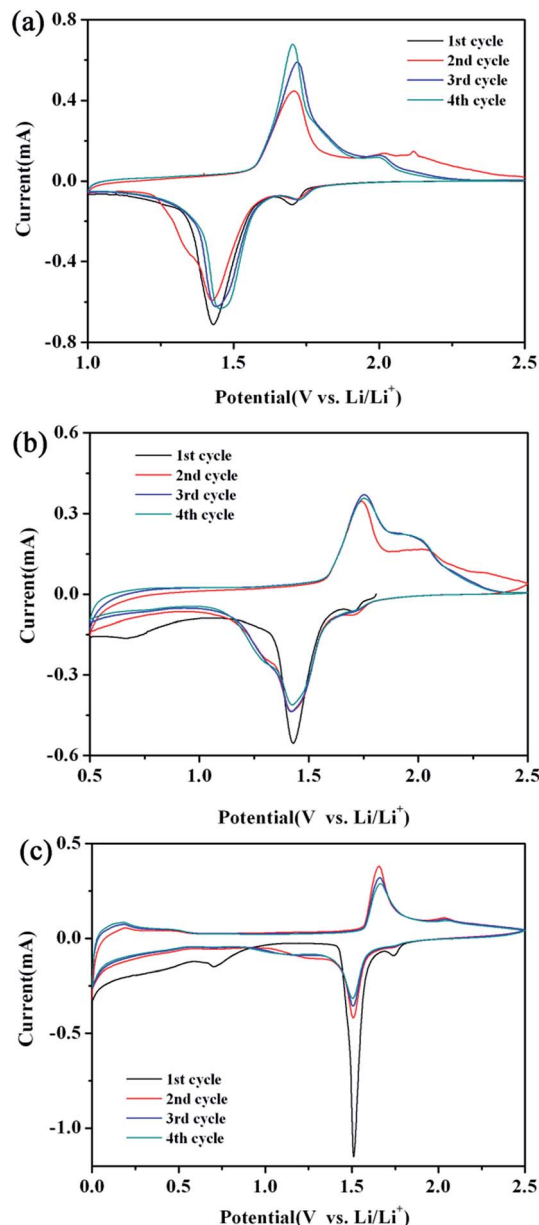 (a)
1st cycle
2nd cycle
3rd cycle
4th cycle
0.8
0.4
0.0
-0.4
-0.8
Current(mA)
1.0 1.5 2.0 2.5
Potential(V vs. Li/Li⁺)
(b)
1st cycle
2nd cycle
3rd cycle
4th cycle
0.6
0.3
0.0
-0.3
-0.6
Current(mA)
0.5 1.0 1.5 2.0 2.5
Potential(V vs. Li/Li⁺)
(c)
0.5
0.0
-0.5
-1.0
Current(mA)
1st cycle
2nd cycle
3rd cycle
4th cycle
0.0 0.5 1.0 1.5 2.0 2.5
Potential(V vs. Li/Li⁺)